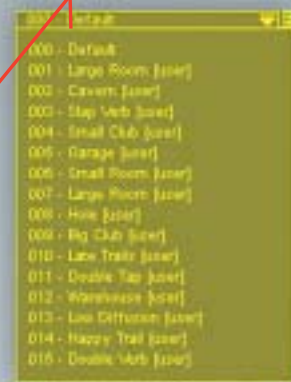 000 - Default
000 - Default
001 - Large Room [user]
002 - Cavern [user]
003 - Slap Verb [user]
004 - Small Club [user]
005 - Garage [user]
006 - Small Room [user]
007 - Large Room [user]
008 - Hole [user]
009 - Big Club [user]
010 - Late Trails [user]
011 - Double Tap [user]
012 - Warehouse [user]
013 - Low Diffusion [user]
014 - Happy Trail [user]
015 - Double Verb [user]